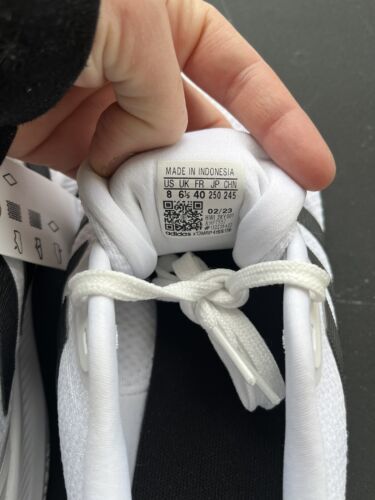 MADE IN INDONESIA
US UK FR JP CHN
8 6½ 40 250 245
02/23
adidas